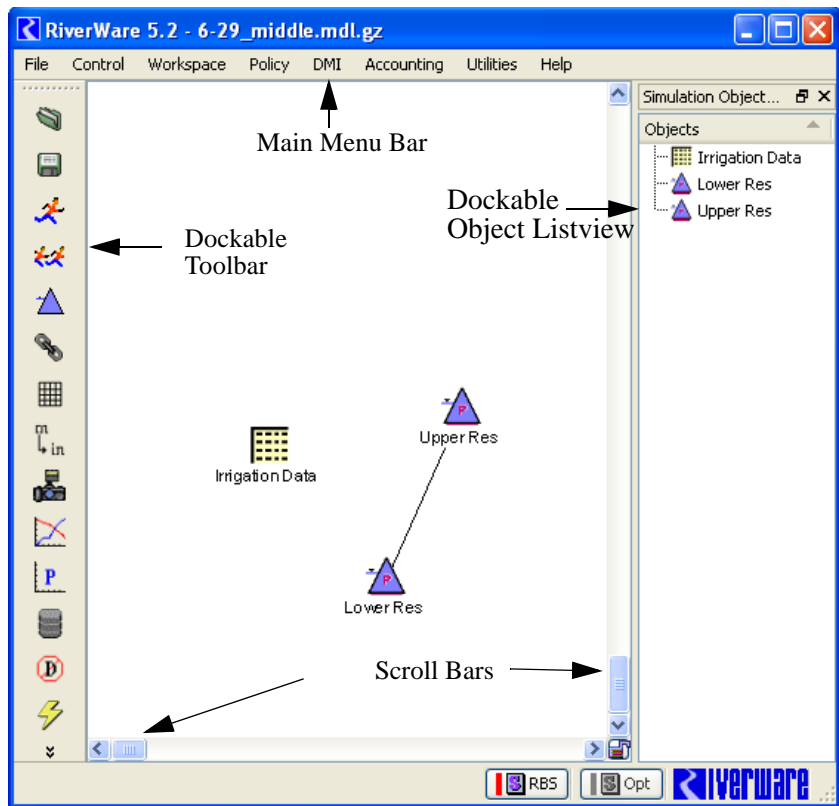 RiverWare 5.2 - 6-29_middle.mdl.gz
File Control Workspace Policy DMI Accounting Utilities Help
Simulation Object...
Objects
Irrigation Data
Lower Res
Upper Res
Main Menu Bar
Dockable
Object Listview
Dockable
Toolbar
m
in
P
D
P
Upper Res
Irrigation Data
P
Lower Res
Scroll Bars
S RBS
S Opt
RIVERWARE